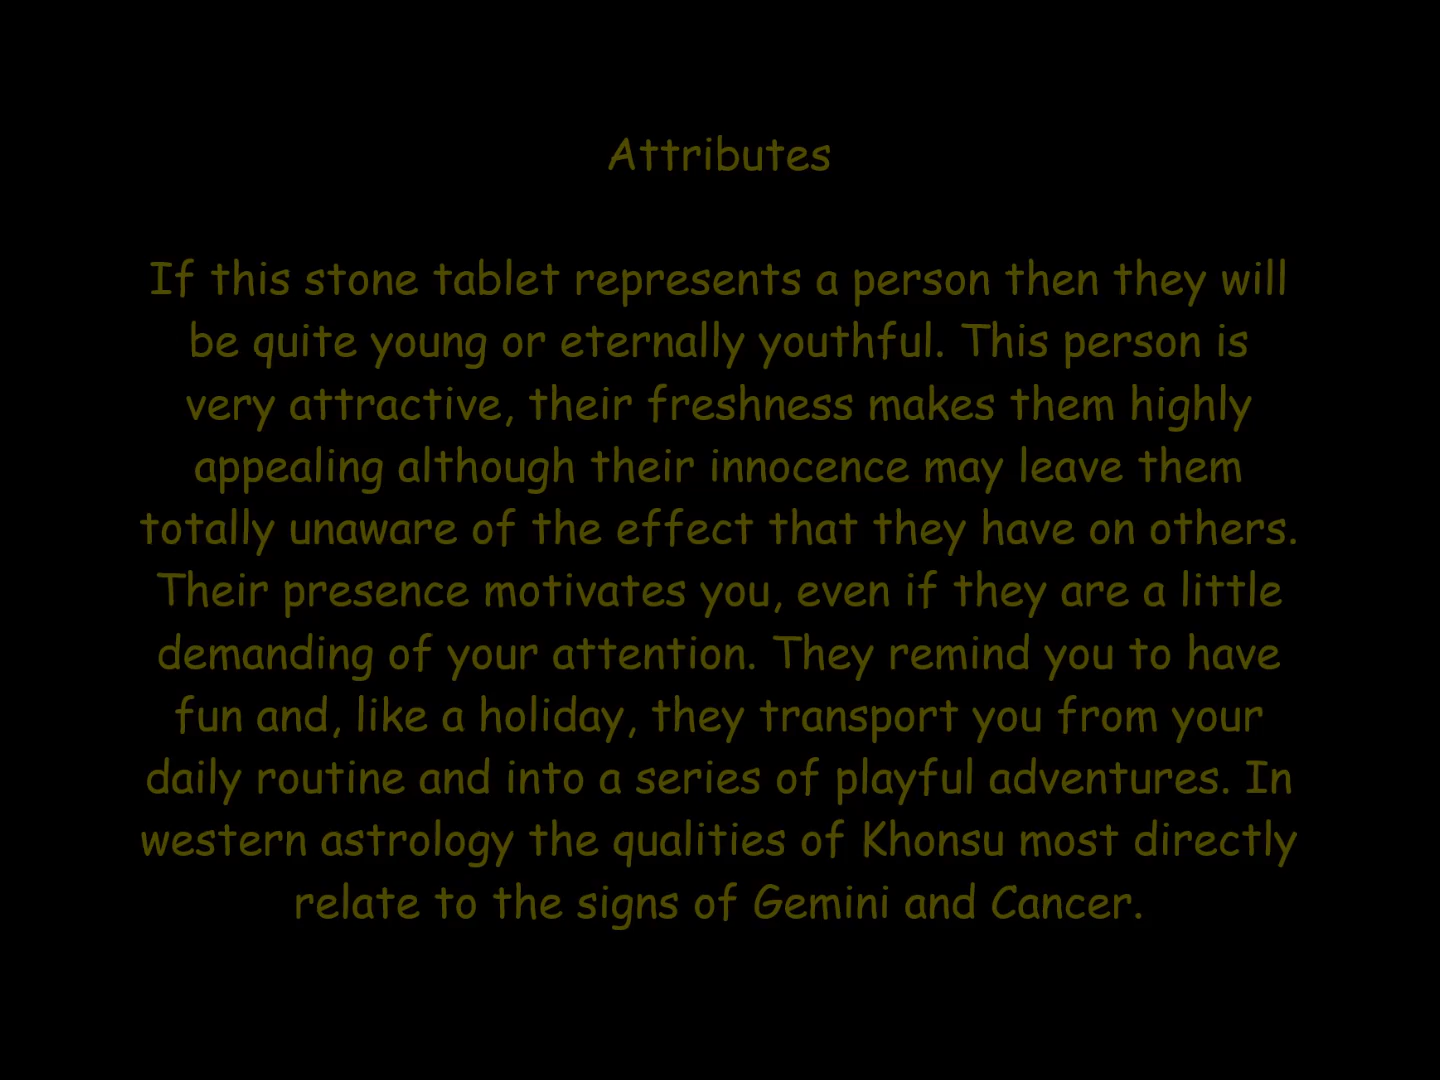 Attributes
If this stone tablet represents a person then they will
be quite young or eternally youthful. This person is
very attractive, their freshness makes them highly
appealing although their innocence may leave them
totally unaware of the effect that they have on others.
Their presence motivates you, even if they are a little
demanding of your attention. They remind you to have
fun and, like a holiday, they transport you from your
daily routine and into a series of playful adventures. In
western astrology the qualities of Khonsu most directly
relate to the signs of Gemini and Cancer.